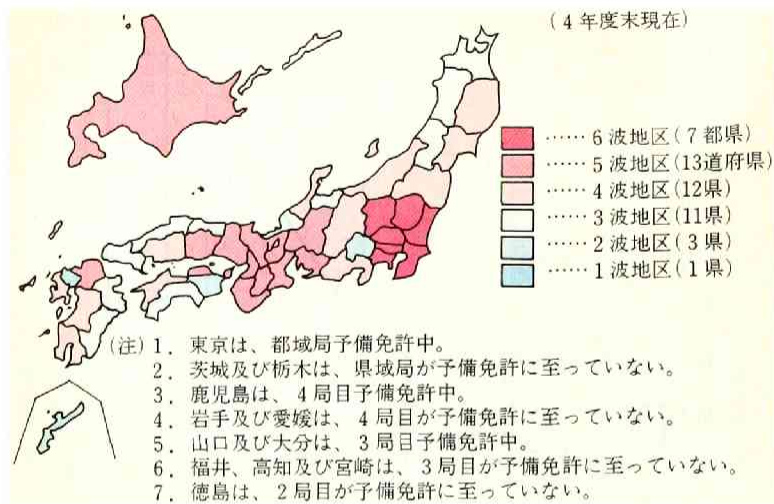 (4年度末現在)
……6波地区(7都県)
……5波地区(13道府県)
……4波地区(12県)
……3波地区(11県)
……2波地区(3県)
……1波地区(1県)
(注) 1. 東京は、都域局予備免許中。
2. 茨城及び栃木は、県域局が予備免許に至っていない。
3. 鹿児島は、4局目予備免許中。
4. 岩手及び愛媛は、4局目が予備免許に至っていない。
5. 山口及び大分は、3局目予備免許中。
6. 福井、高知及び宮崎は、3局目が予備免許に至っていない。
7. 徳島は、2局目が予備免許に至っていない。